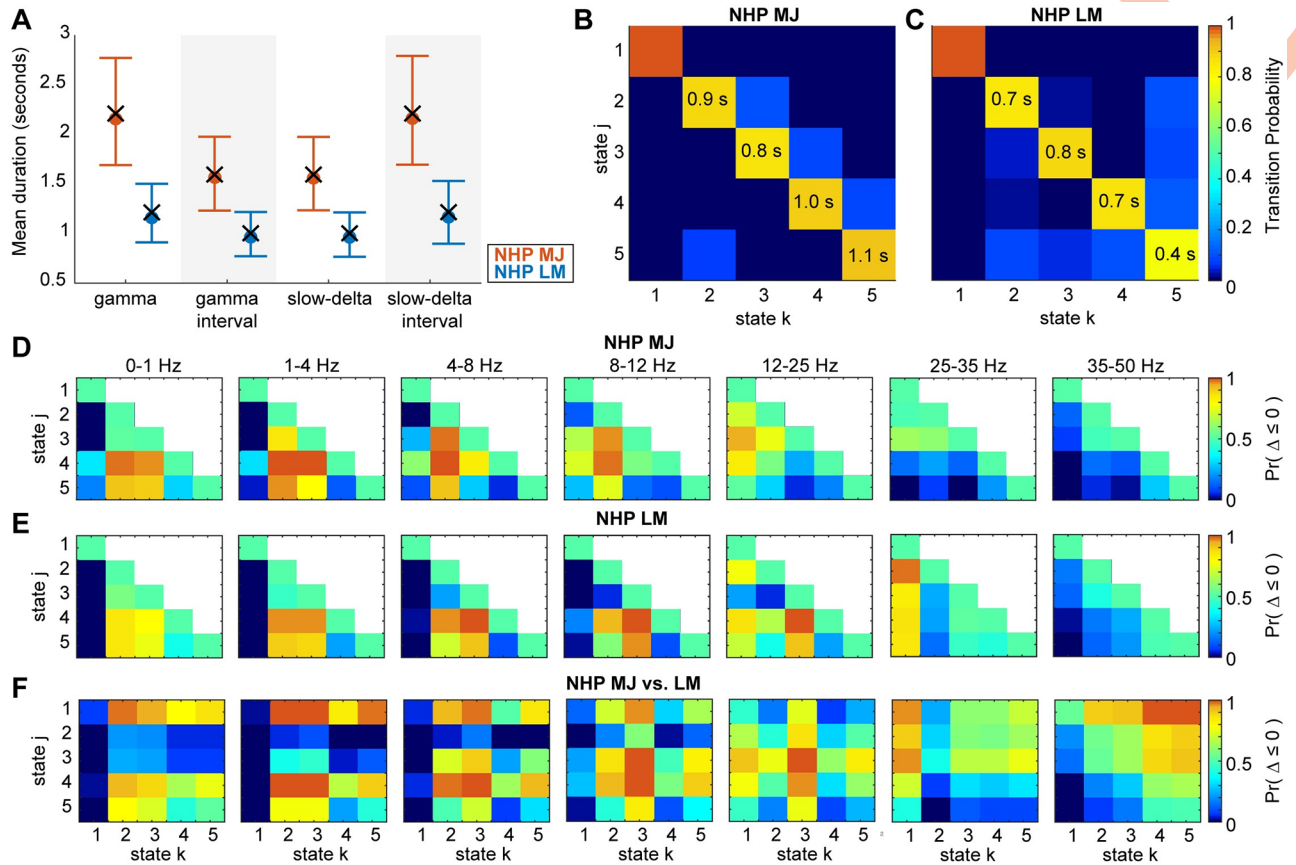 A
Mean duration (seconds)
3
2.5
2
1.5
1
0.5
gamma
gamma
interval
slow-delta
slow-delta
interval
NHP MJ
NHP LM
B
NHP MJ
state j
1
2
3
4
5
0.9 s
0.8 s
1.0 s
1.1 s
1 2 3 4 5
state k
C
NHP LM
0.7 s
0.8 s
0.7 s
0.4 s
1 2 3 4 5
state k
1
0.8
0.6
0.4
0.2
0
Transition Probability
D
NHP MJ
0-1 Hz 1-4 Hz 4-8 Hz 8-12 Hz 12-25 Hz 25-35 Hz 35-50 Hz
state j
1
2
3
4
5
1
0.5
0
Pr( Δ ≤ 0 )
E
NHP LM
state j
1
2
3
4
5
1
0.5
0
Pr( Δ ≤ 0 )
F
NHP MJ vs. LM
state j
1
2
3
4
5
1
0.5
0
Pr( Δ ≤ 0 )
1 2 3 4 5 1 2 3 4 5 1 2 3 4 5 1 2 3 4 5 1 2 3 4 5 1 2 3 4 5 1 2 3 4 5
state k state k state k state k state k state k state k